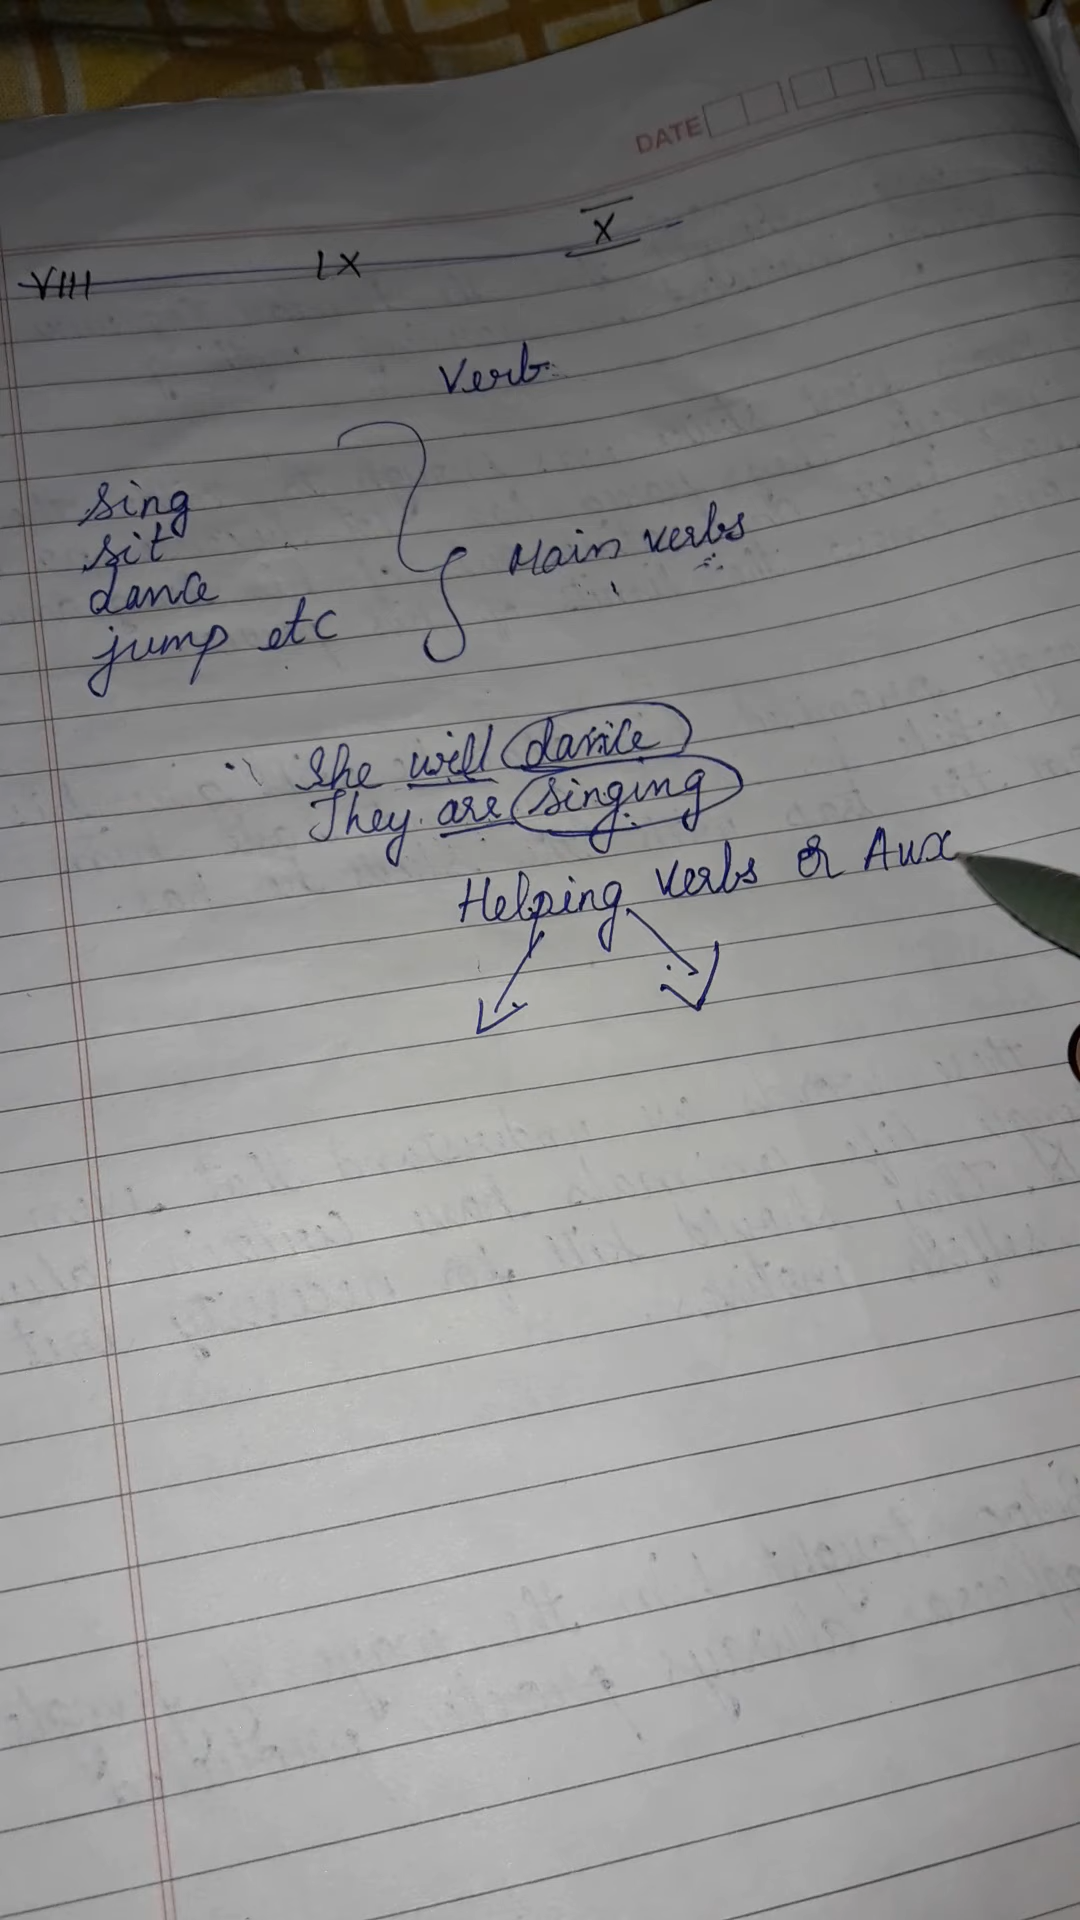 DATE
VIII IX X
Verb
sing
sit
dance
jump etc
Main verbs
She will dance
They are singing
Helping verbs or Aux